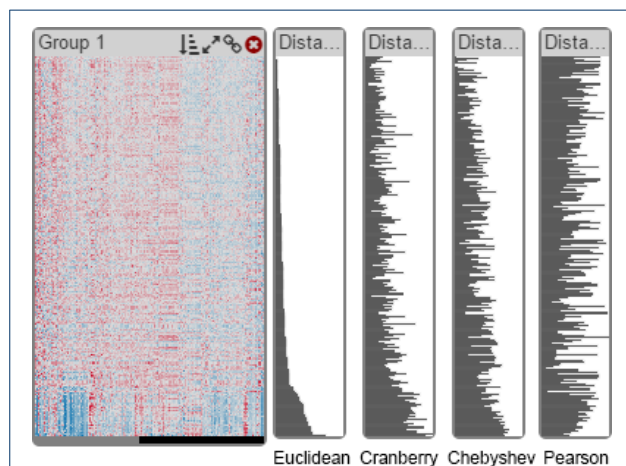 Group 1
Dista...
Dista...
Dista...
Dista...
Euclidean
Cranberry
Chebyshev
Pearson